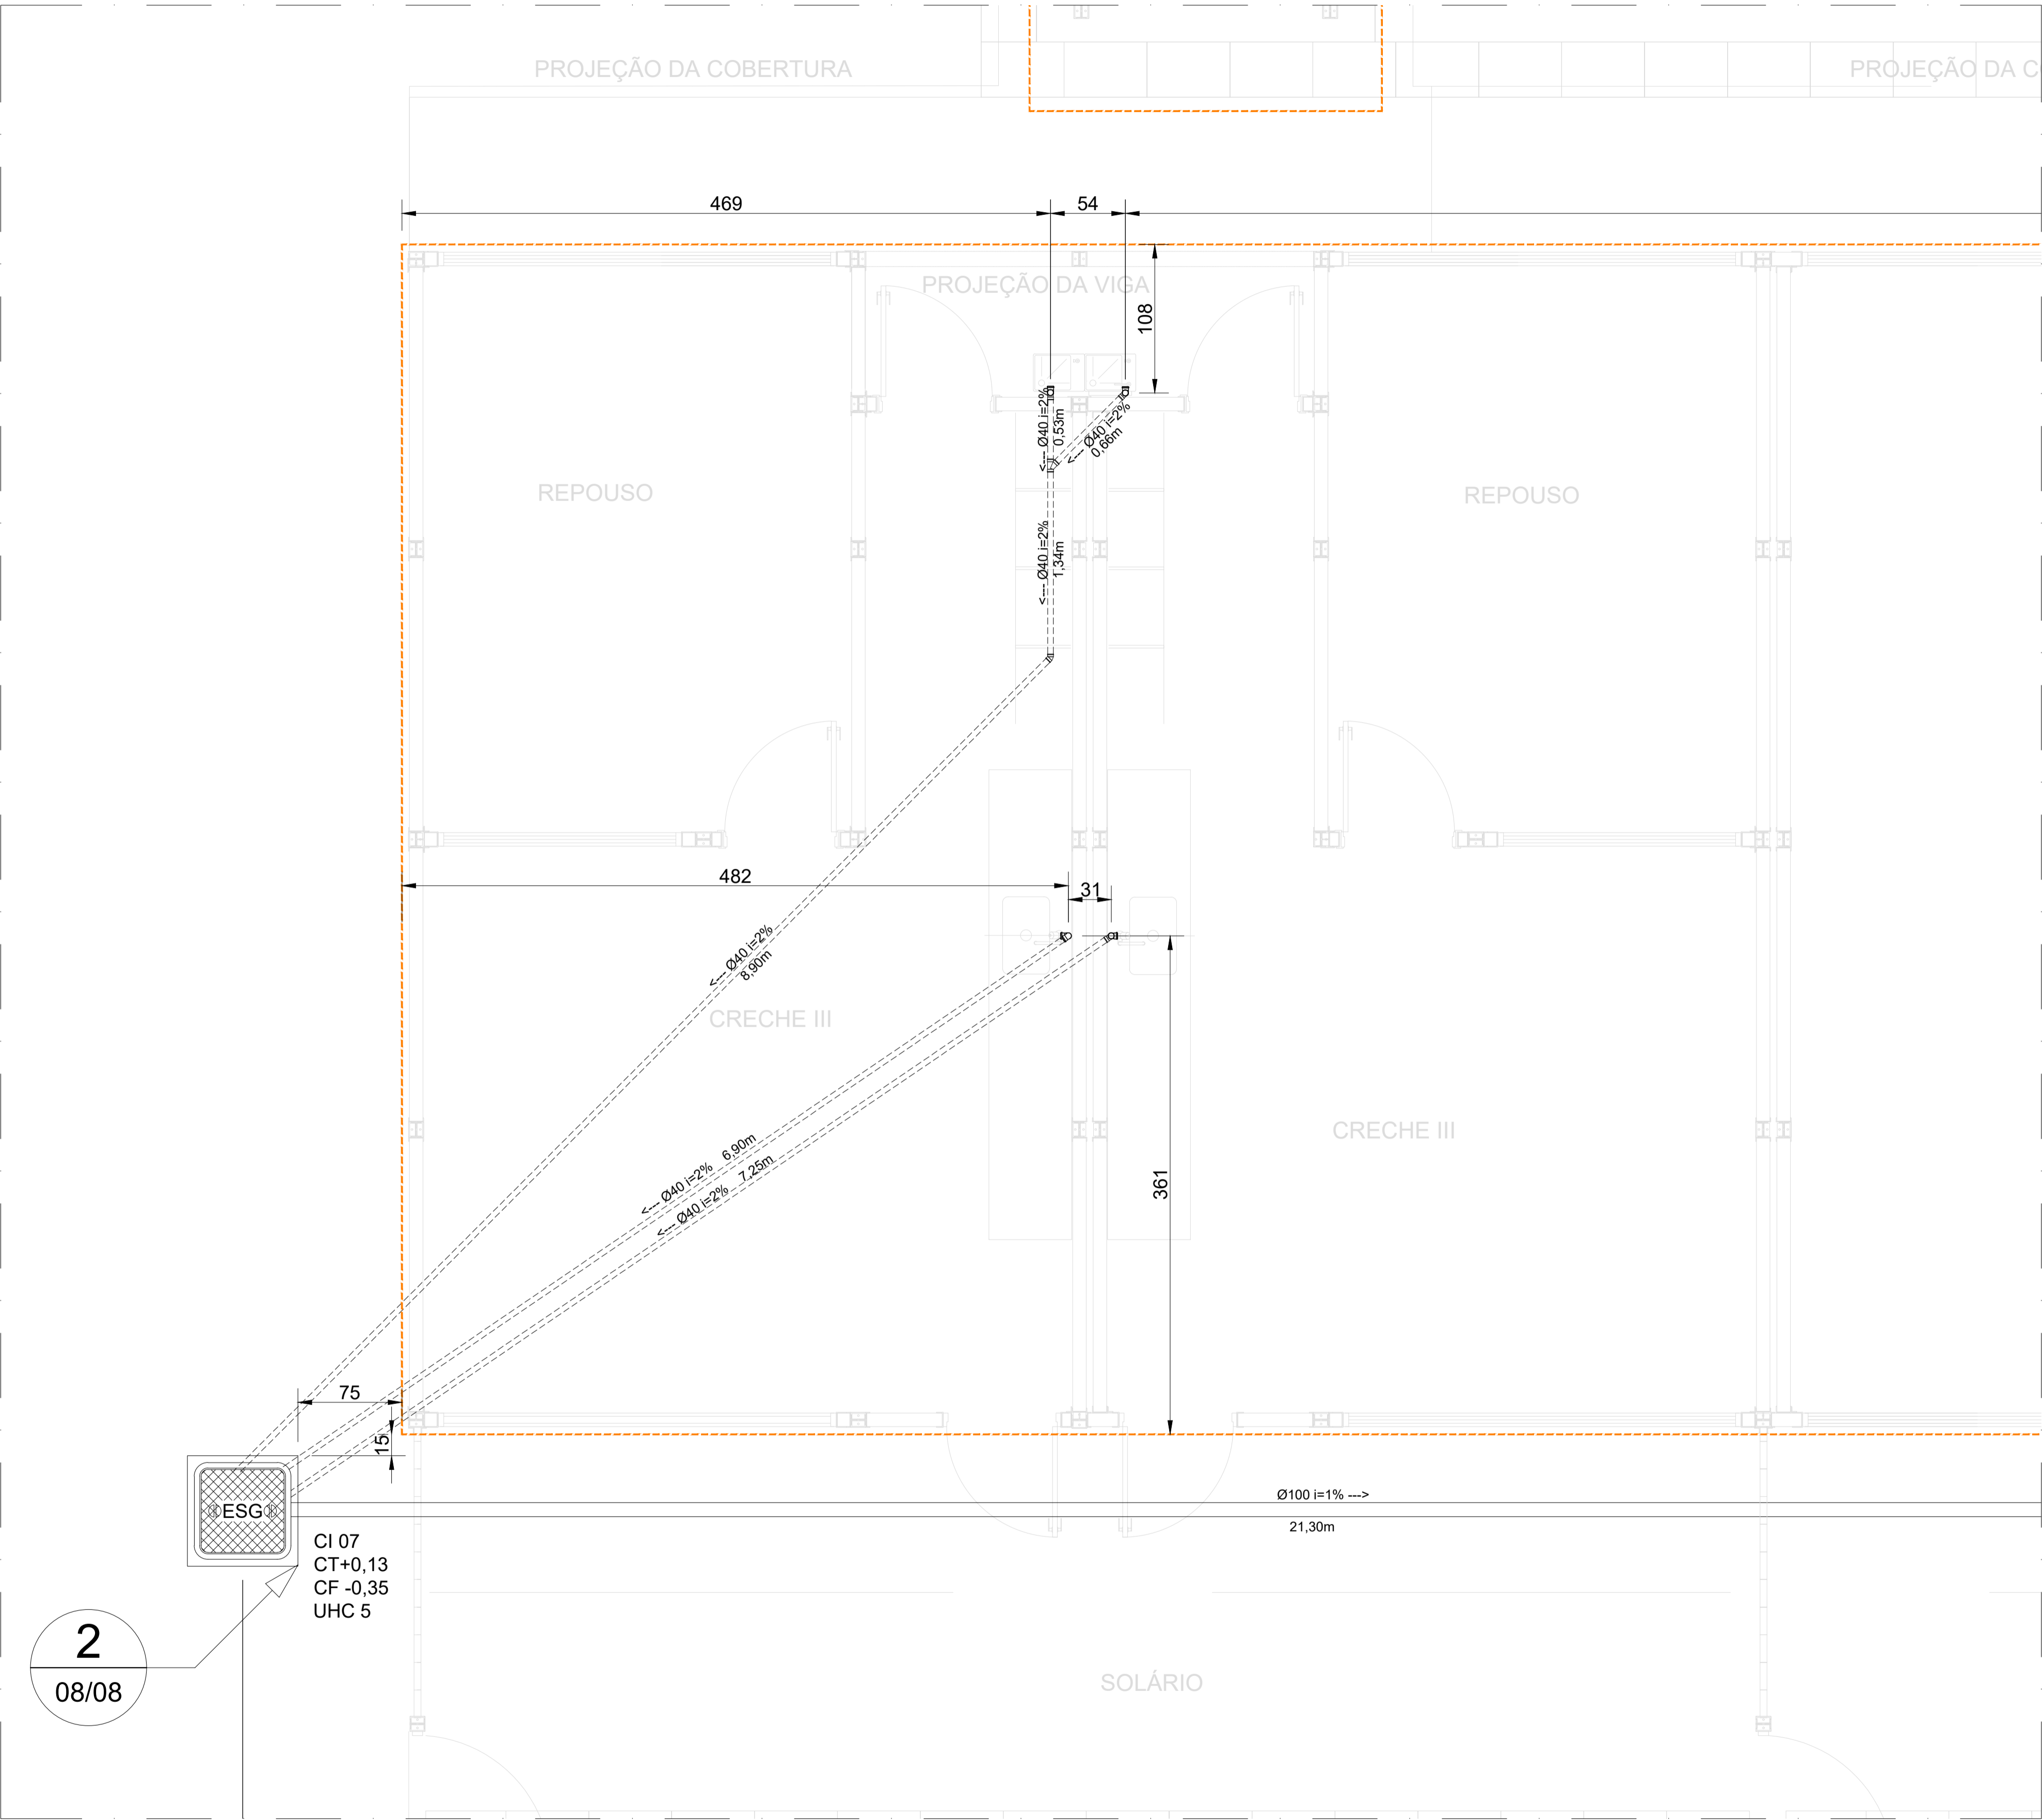 PROJEÇÃO DA COBERTURA
PROJEÇÃO DA C
469
54
PROJEÇÃO DA VIGA
108
<--- Ø40 i=2%
0,53m
<--- Ø40 i=2%
0,66m
REPOUSO
REPOUSO
<--- Ø40 i=2%
1,34m
482
31
<--- Ø40 i=2%
8,90m
CRECHE III
CRECHE III
<--- Ø40 i=2% 6,90m
<--- Ø40 i=2% 7,25m
361
75
15
Ø100 i=1% --->
21,30m
ESG
CI 07
CT+0,13
CF -0,35
UHC 5
2
08/08
SOLÁRIO